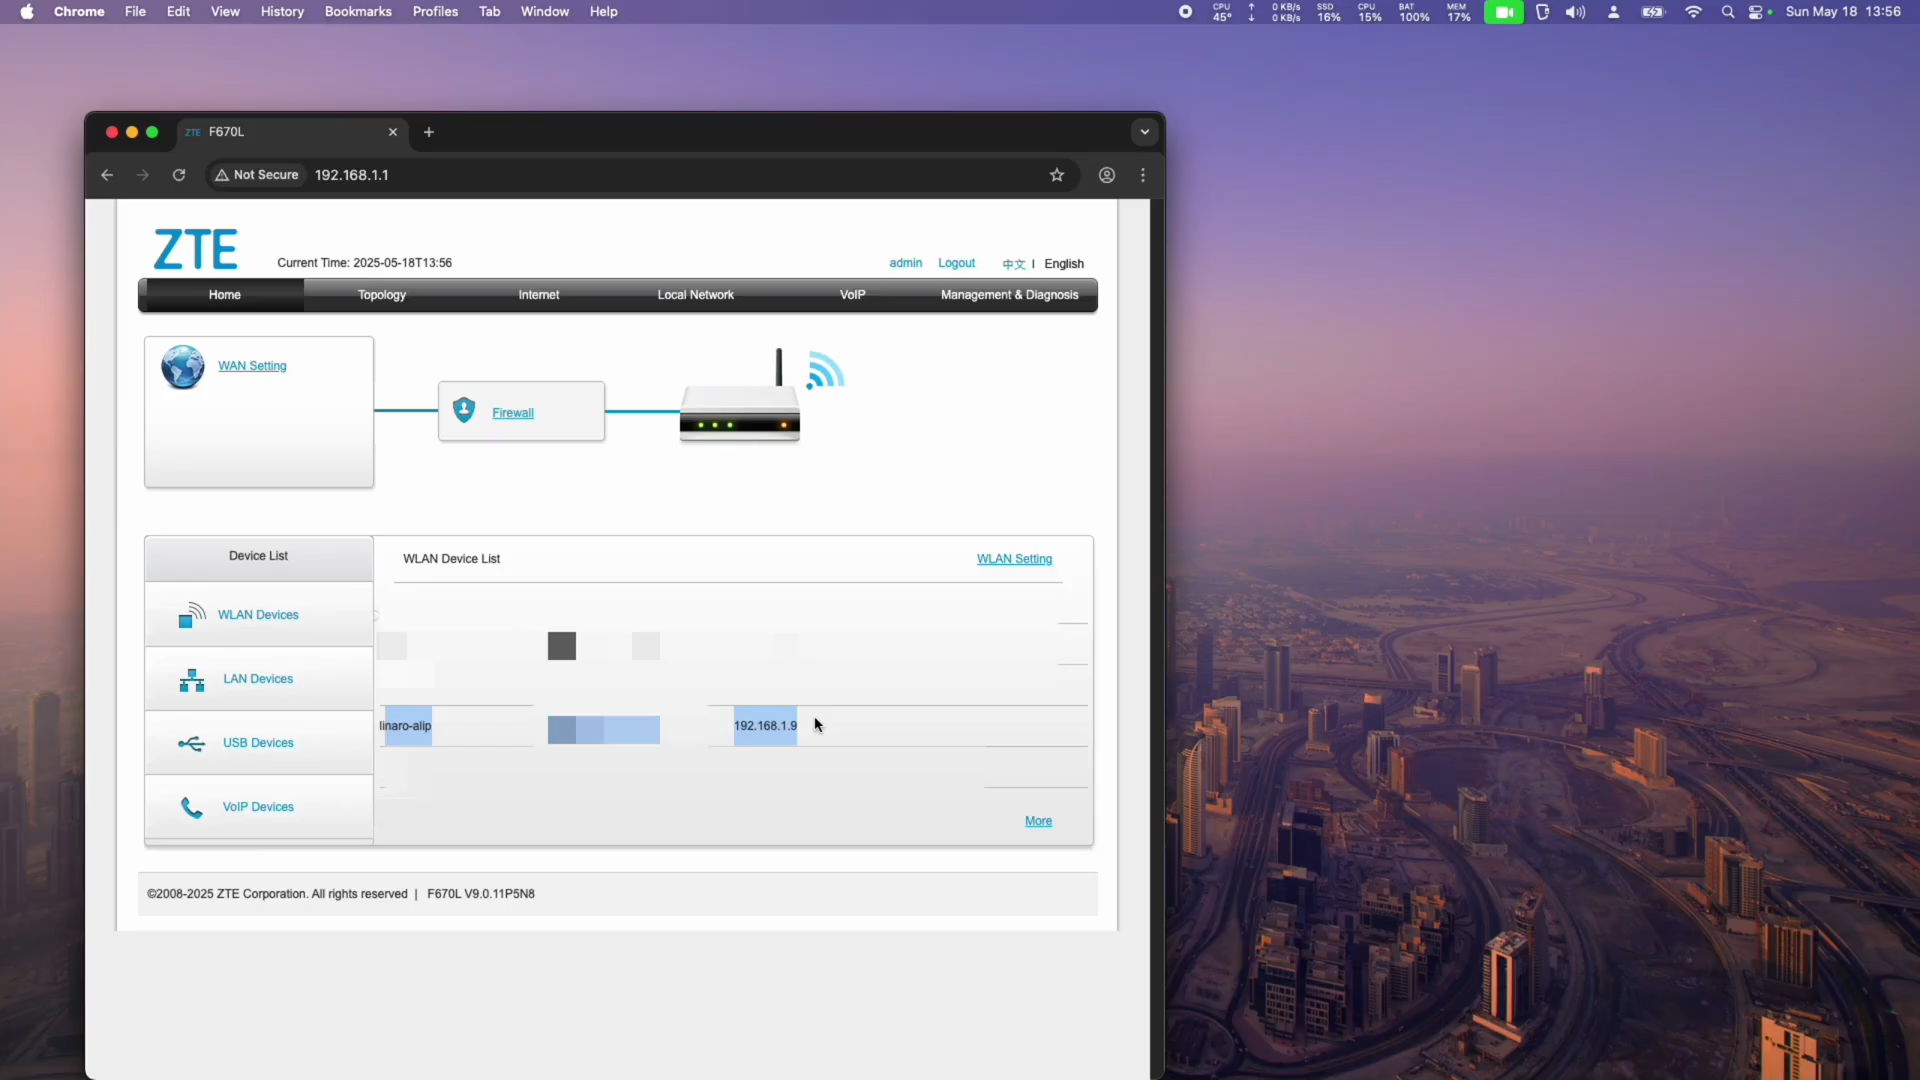 Chrome File Edit View History Bookmarks Profiles Tab Window Help
CPU 45° ↑ ↓ 0 KB/s 0 KB/s SSD 16% CPU 15% BAT 100% MEM 17% Sun May 18 13:56
ZTE F670L
Not Secure 192.168.1.1
ZTE Current Time: 2025-05-18T13:56 admin Logout 中文 | English
Home Topology Internet Local Network VoIP Management & Diagnosis
WAN Setting
Firewall
Device List WLAN Device List WLAN Setting
WLAN Devices
LAN Devices
linaro-alip 192.168.1.9
USB Devices
VoIP Devices
More
©2008-2025 ZTE Corporation. All rights reserved | F670L V9.0.11P5N8